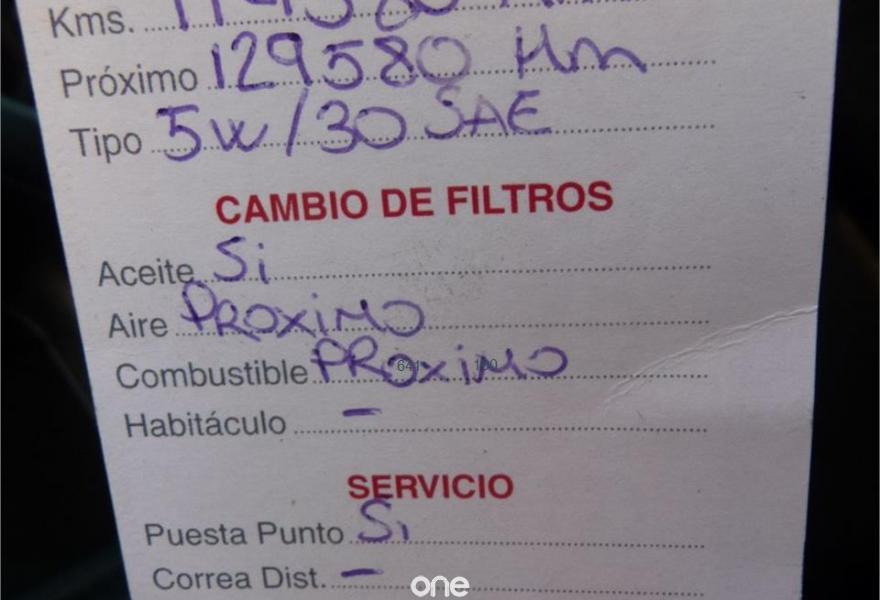 Kms. 119580
Próximo 129580 Km
Tipo 5W/30 SAE
CAMBIO DE FILTROS
Aceite Si
Aire PROXIMO
Combustible PROXIMO
Habitáculo -
SERVICIO
Puesta Punto Si
Correa Dist. -
one